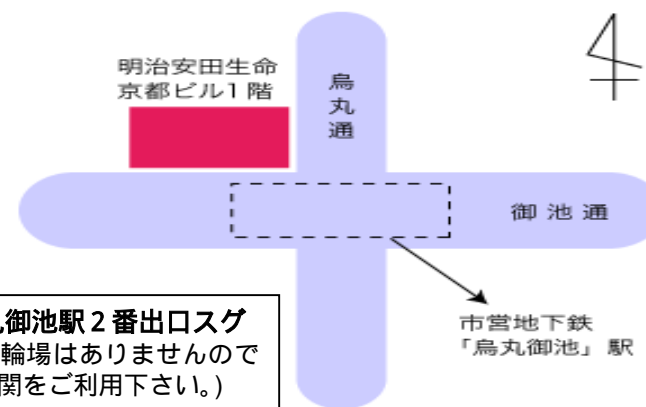 明治安田生命
京都ビル1階
烏丸通
御池通
市営地下鉄
「烏丸御池」駅
御池駅2番出口スグ
輪場はありませんので
関をご利用下さい。)